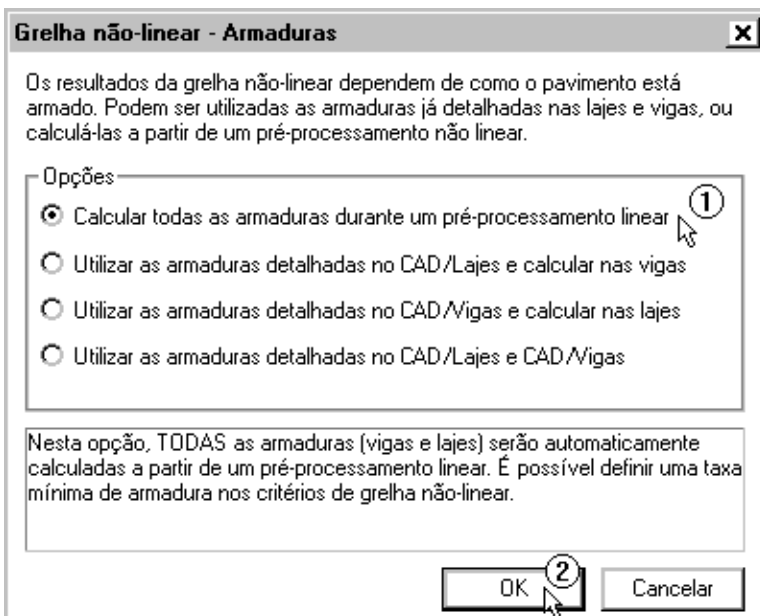 Grelha não-linear - Armaduras
Os resultados da grelha não-linear dependem de como o pavimento está
armado. Podem ser utilizadas as armaduras já detalhadas nas lajes e vigas, ou
calculá-las a partir de um pré-processamento não linear.
Opções
Calcular todas as armaduras durante um pré-processamento linear 1
Utilizar as armaduras detalhadas no CAD/Lajes e calcular nas vigas
Utilizar as armaduras detalhadas no CAD/Vigas e calcular nas lajes
Utilizar as armaduras detalhadas no CAD/Lajes e CAD/Vigas
Nesta opção, TODAS as armaduras (vigas e lajes) serão automaticamente
calculadas a partir de um pré-processamento linear. É possível definir uma taxa
mínima de armadura nos critérios de grelha não-linear.
OK 2 Cancelar